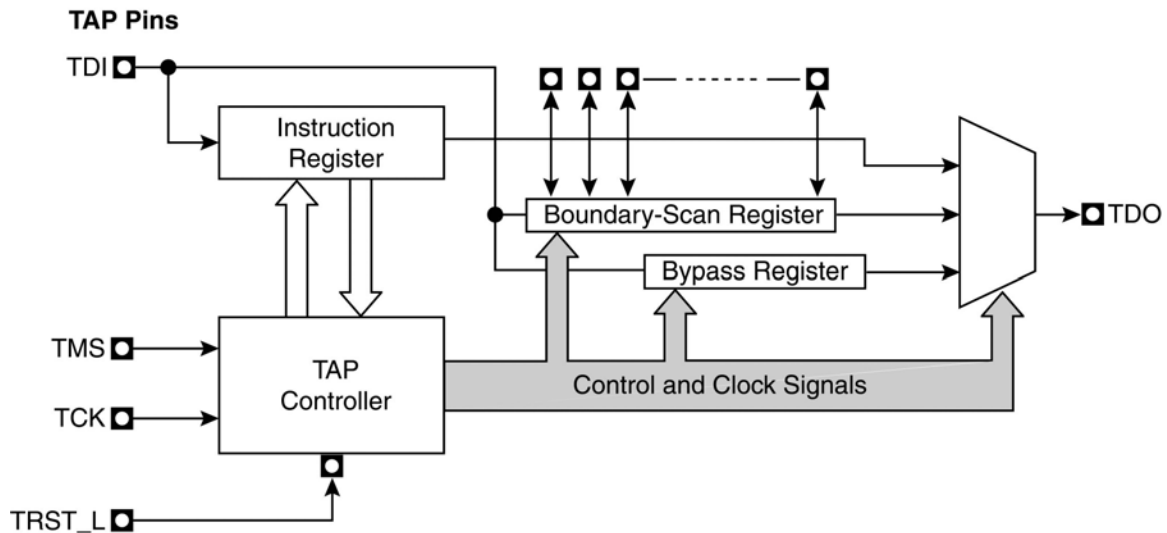 TAP Pins
TDI
Instruction
Register
Boundary-Scan Register
TDO
Bypass Register
TMS
TAP
Controller
Control and Clock Signals
TCK
TRST_L